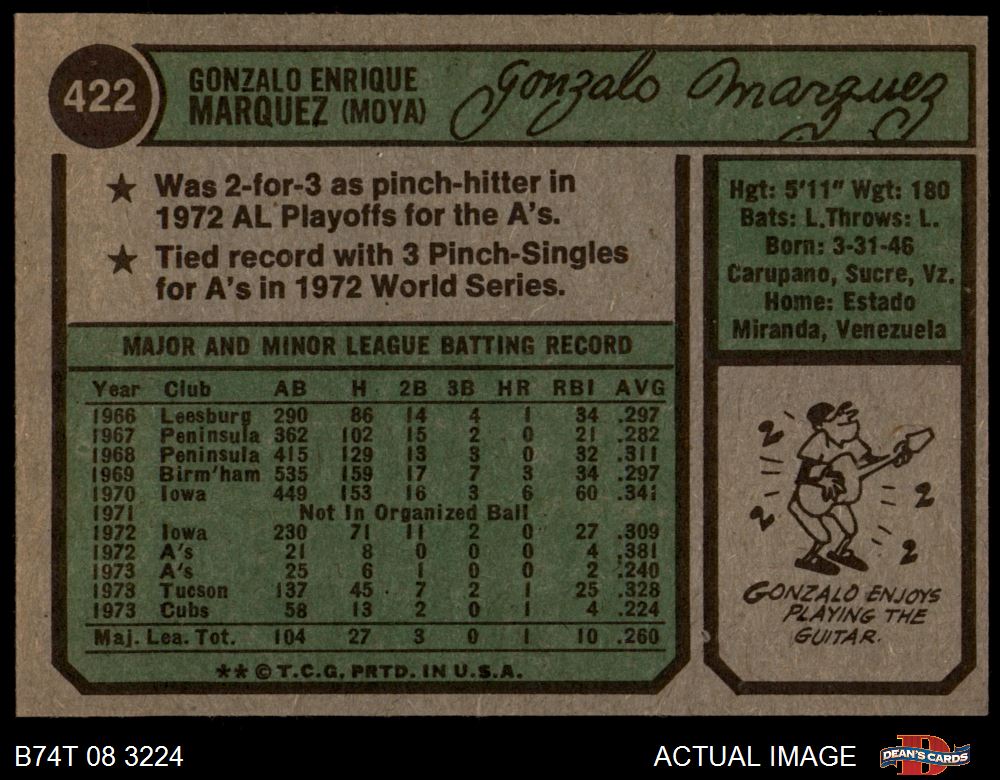 422
GONZALO ENRIQUE
MARQUEZ (MOYA)
Gonzalo Marquez
★ Was 2-for-3 as pinch-hitter in
1972 AL Playoffs for the A's.
★ Tied record with 3 Pinch-Singles
for A's in 1972 World Series.
Hgt: 5'11" Wgt: 180
Bats: L. Throws: L.
Born: 3-31-46
Carupano, Sucre, Vz.
Home: Estado
Miranda, Venezuela
MAJOR AND MINOR LEAGUE BATTING RECORD
Year Club AB H 2B 3B HR RBI AVG
1966 Leesburg 290 86 14 4 1 34 .297
1967 Peninsula 362 102 15 2 0 21 .282
1968 Peninsula 415 129 13 3 0 32 .311
1969 Birm'ham 535 159 17 7 3 34 .297
1970 Iowa 449 153 16 3 6 60 .341
1971 Not In Organized Ball
1972 Iowa 230 71 11 2 0 27 .309
1972 A's 21 8 0 0 0 4 .381
1973 A's 25 6 1 0 0 2 .240
1973 Tucson 137 45 7 2 1 25 .328
1973 Cubs 58 13 2 0 1 4 .224
Maj. Lea. Tot. 104 27 3 0 1 10 .260
** © T.C.G. PRTD. IN U.S.A.
GONZALO ENJOYS
PLAYING THE
GUITAR.
B74T 08 3224
ACTUAL IMAGE
DEAN'S CARDS